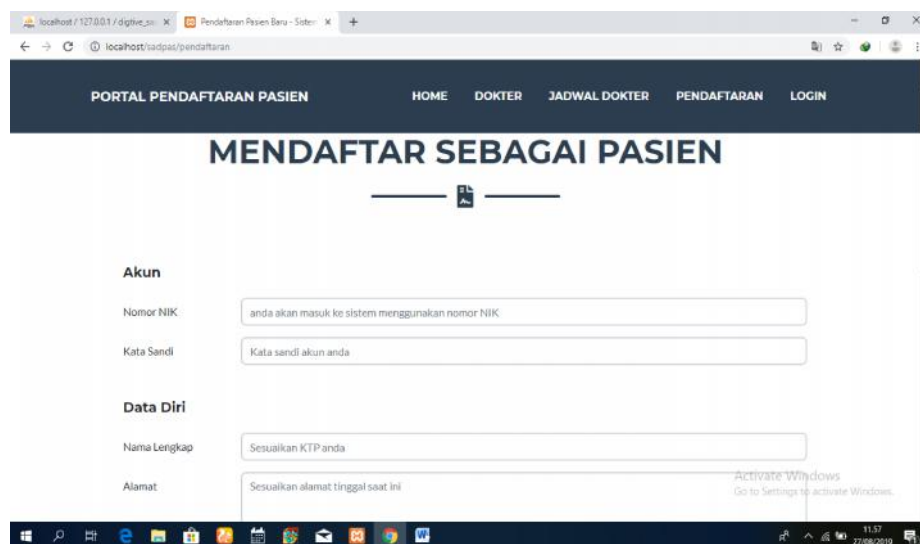 localhost / 127.0.0.1 / digtive_sa
Pendaftaran Pasien Baru - Sistem
localhost/sadpas/pendaftaran
PORTAL PENDAFTARAN PASIEN HOME DOKTER JADWAL DOKTER PENDAFTARAN LOGIN
MENDAFTAR SEBAGAI PASIEN
Akun
Nomor NIK anda akan masuk ke sistem menggunakan nomor NIK
Kata Sandi Kata sandi akun anda
Data Diri
Nama Lengkap Sesuaikan KTP anda
Alamat Sesuaikan alamat tinggal saat ini
Activate Windows
Go to Settings to activate Windows.
11.57
27/08/2019